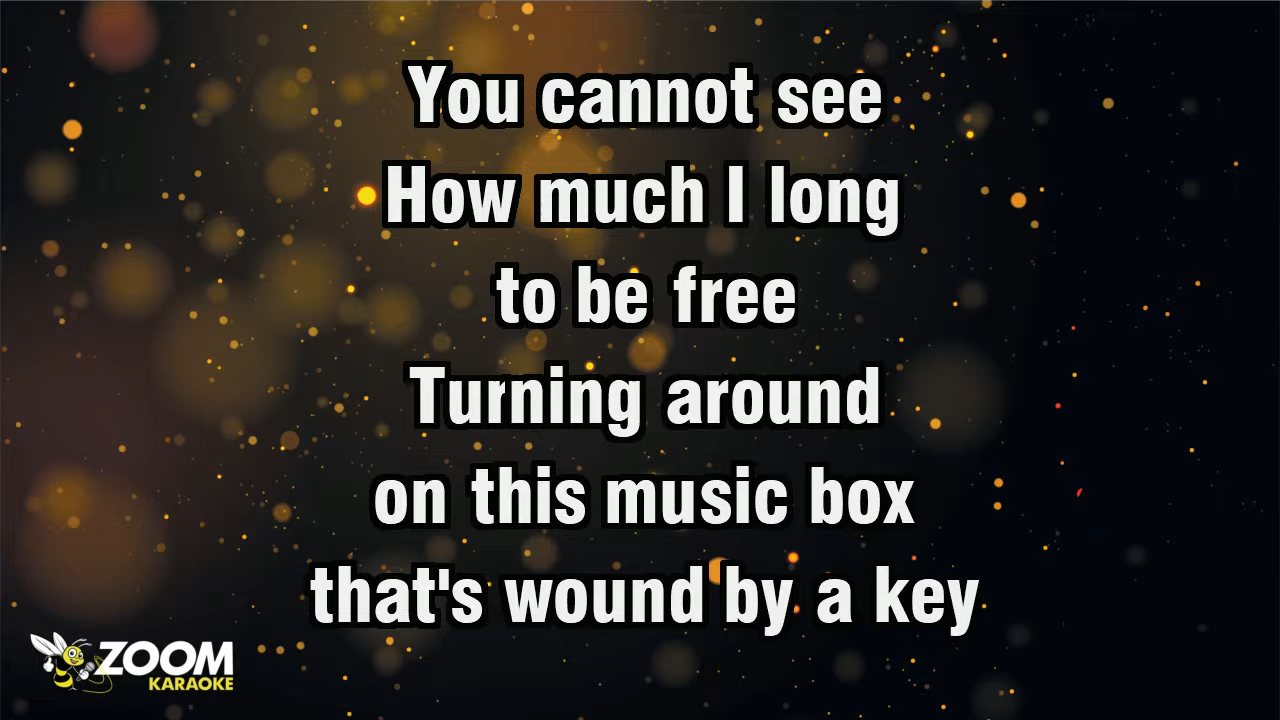 You cannot see
How much I long
to be free
Turning around
on this music box
that's wound by a key
ZOOM
KARAOKE